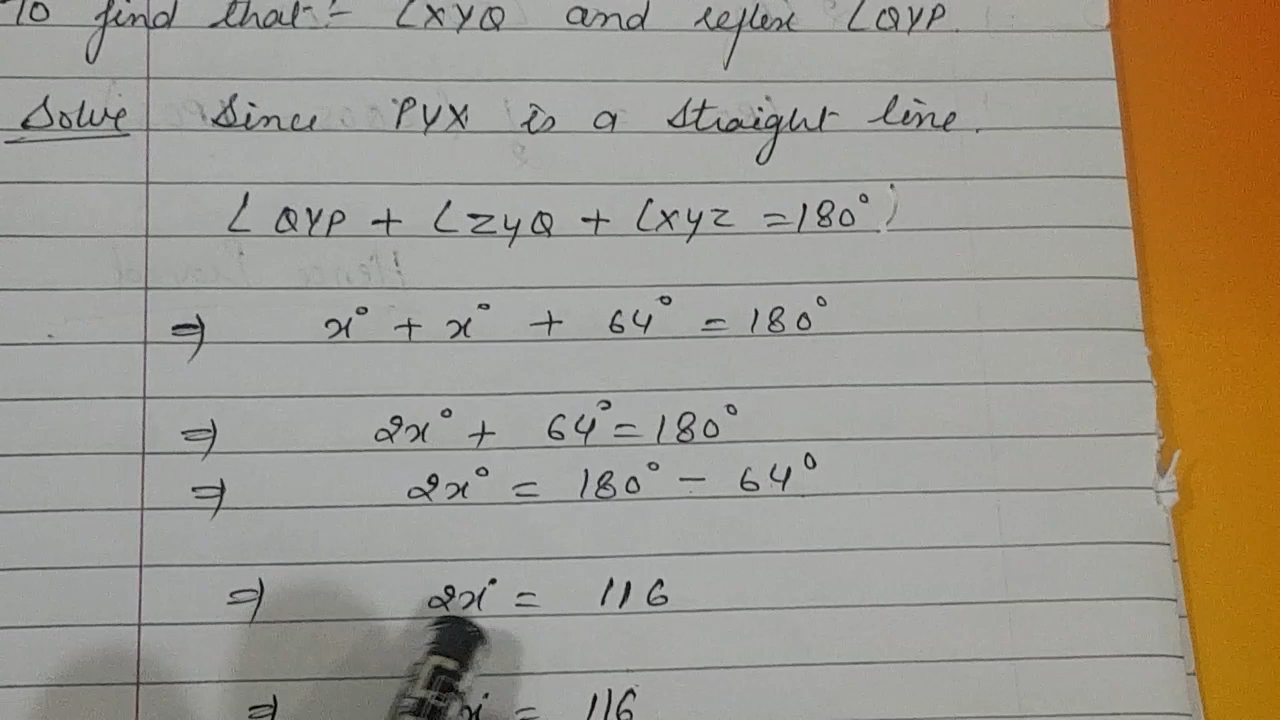 To find that :- ∠XYQ and reflex ∠QYP.
Solve Since PYX is a straight line.
∠QYP + ∠ZYQ + ∠XYZ = 180°
⇒ x° + x° + 64° = 180°
⇒ 2x° + 64° = 180°
⇒ 2x° = 180° - 64°
⇒ 2x° = 116
⇒ = 116